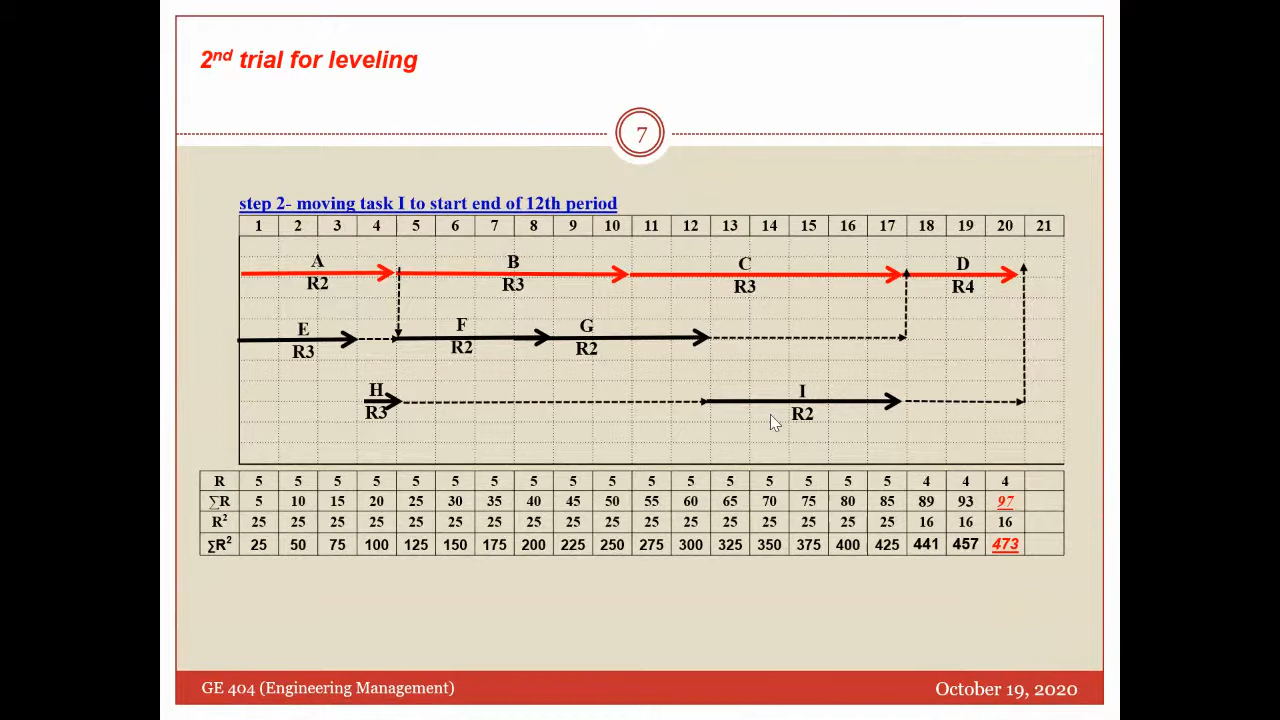 2nd trial for leveling
7
step 2- moving task I to start end of 12th period
1 2 3 4 5 6 7 8 9 10 11 12 13 14 15 16 17 18 19 20 21
A B C D
R2 R3 R3 R4
E F G
R3 R2 R2
H I
R3 R2
R 5 5 5 5 5 5 5 5 5 5 5 5 5 5 5 5 5 4 4 4
∑R 5 10 15 20 25 30 35 40 45 50 55 60 65 70 75 80 85 89 93 97
R² 25 25 25 25 25 25 25 25 25 25 25 25 25 25 25 25 25 16 16 16
∑R² 25 50 75 100 125 150 175 200 225 250 275 300 325 350 375 400 425 441 457 473
GE 404 (Engineering Management)
October 19, 2020